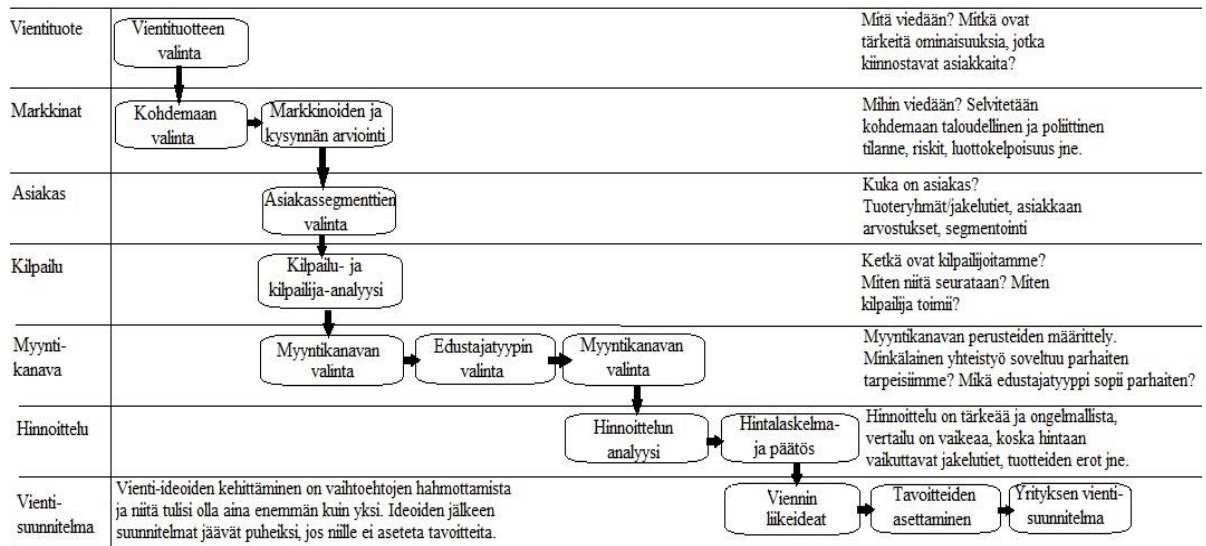 Vientituote
Vientituotteen
valinta
Mitä viedään? Mitkä ovat
tärkeitä ominaisuuksia, jotka
kiinnostavat asiakkaita?
Markkinat
Kohdemaan
valinta
Markkinoiden ja
kysynnän arviointi
Mihin viedään? Selvitetään
kohdemaan taloudellinen ja poliittinen
tilanne, riskit, luottokelpoisuus jne.
Asiakas
Asiakassegmenttien
valinta
Kuka on asiakas?
Tuoteryhmät/jakelutiet, asiakkaan
arvostukset, segmentointi
Kilpailu
Kilpailu- ja
kilpailija-analyysi
Ketkä ovat kilpailijoitamme?
Miten niitä seurataan? Miten
kilpailija toimii?
Myynti-
kanava
Myyntikanavan
valinta
Edustajatyypin
valinta
Myyntikanavan
valinta
Myyntikanavan perusteiden määrittely.
Minkälainen yhteistyö soveltuu parhaiten
tarpeisiimme? Mikä edustajatyyppi sopii parhaiten?
Hinnoittelu
Hinnoittelun
analyysi
Hintalaskelma-
ja päätös
Hinnoittelu on tärkeää ja ongelmallista,
vertailu on vaikeaa, koska hintaan
vaikuttavat jakelutiet, tuotteiden erot jne.
Vienti-
suunnitelma
Vienti-ideoiden kehittäminen on vaihtoehtojen hahmottamista
ja niitä tulisi olla aina enemmän kuin yksi. Ideoiden jälkeen
suunnitelmat jäävät puheiksi, jos niille ei aseteta tavoitteita.
Viennin
liikeideat
Tavoitteiden
asettaminen
Yrityksen vienti-
suunnitelma